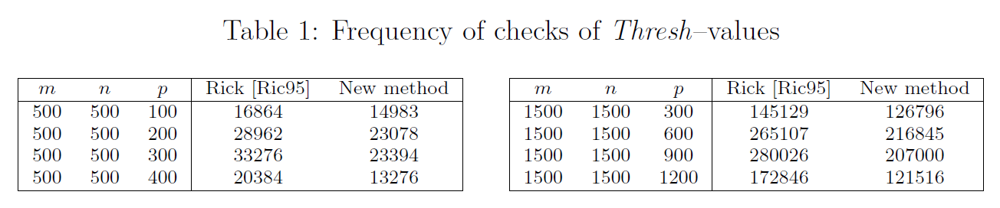 Table 1: Frequency of checks of Thresh–values
m n p Rick [Ric95] New method
500 500 100 16864 14983
500 500 200 28962 23078
500 500 300 33276 23394
500 500 400 20384 13276
m n p Rick [Ric95] New method
1500 1500 300 145129 126796
1500 1500 600 265107 216845
1500 1500 900 280026 207000
1500 1500 1200 172846 121516